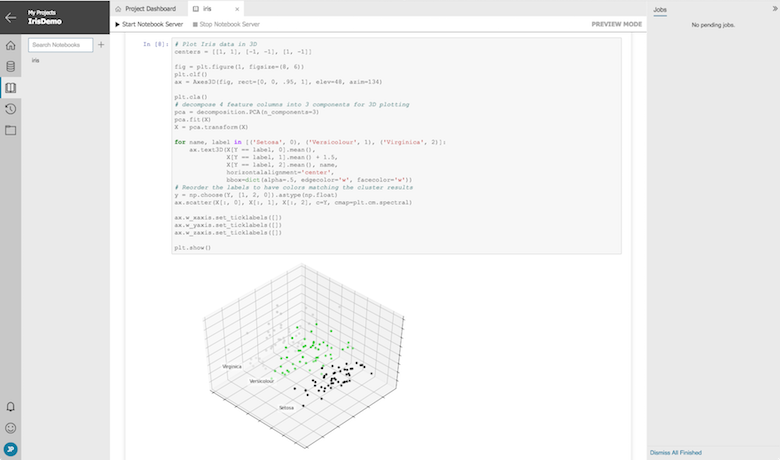 My Projects
IrisDemo
Project Dashboard
iris
×
Start Notebook Server
Stop Notebook Server
PREVIEW MODE
Search Notebooks
+
iris
In [8]:
# Plot Iris data in 3D
centers = [[1, 1], [-1, -1], [1, -1]]
fig = plt.figure(1, figsize=(8, 6))
plt.clf()
ax = Axes3D(fig, rect=[0, 0, .95, 1], elev=48, azim=134)
plt.cla()
# decompose 4 feature columns into 3 components for 3D plotting
pca = decomposition.PCA(n_components=3)
pca.fit(X)
X = pca.transform(X)
for name, label in [('Setosa', 0), ('Versicolour', 1), ('Virginica', 2)]:
ax.text3D(X[Y == label, 0].mean(),
X[Y == label, 1].mean() + 1.5,
X[Y == label, 2].mean(), name,
horizontalalignment='center',
bbox=dict(alpha=.5, edgecolor='w', facecolor='w'))
# Reorder the labels to have colors matching the cluster results
y = np.choose(Y, [1, 2, 0]).astype(np.float)
ax.scatter(X[:, 0], X[:, 1], X[:, 2], c=Y, cmap=plt.cm.spectral)
ax.w_xaxis.set_ticklabels([])
ax.w_yaxis.set_ticklabels([])
ax.w_zaxis.set_ticklabels([])
plt.show()
Virginica
Versicolour
Setosa
Jobs
»
No pending jobs.
Dismiss All Finished